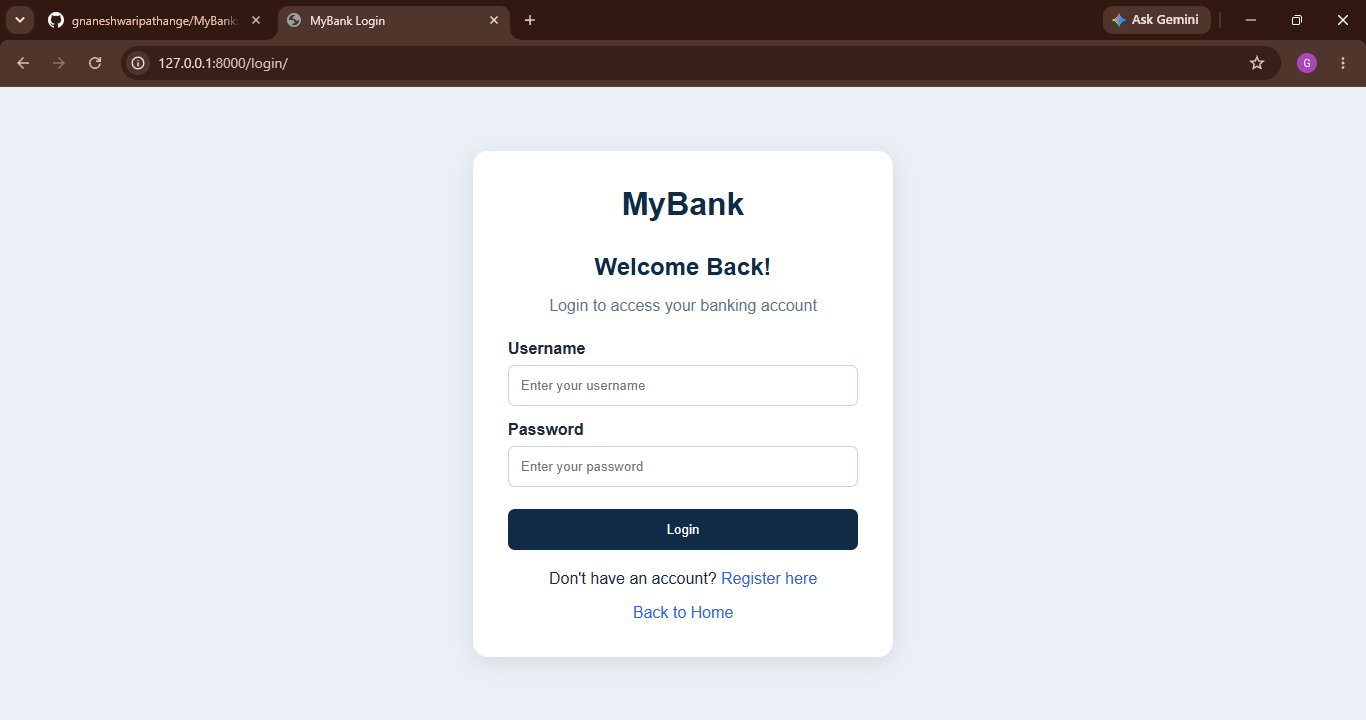 gnaneshwaripathange/MyBank
MyBank Login
Ask Gemini
127.0.0.1:8000/login/
G
MyBank
Welcome Back!
Login to access your banking account
Username
Enter your username
Password
Enter your password
Login
Don't have an account? Register here
Back to Home